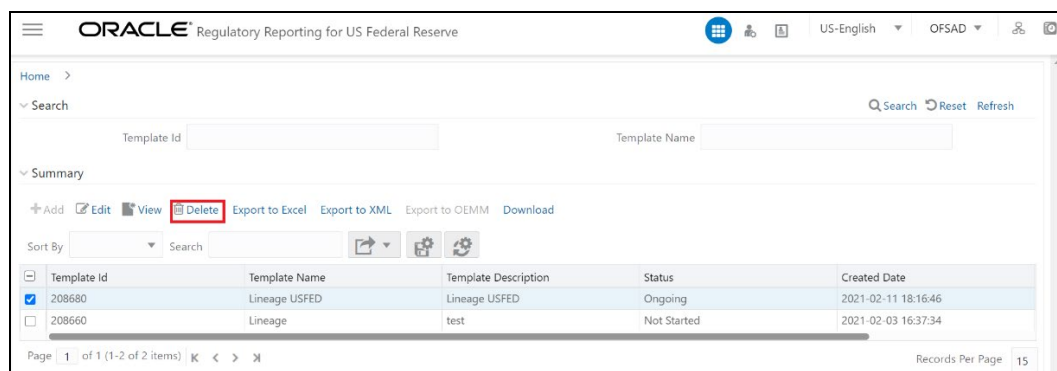 ORACLE® Regulatory Reporting for US Federal Reserve US-English OFSAD
Home >
Search Search Reset Refresh
Template Id Template Name
Summary
Add Edit View Delete Export to Excel Export to XML Export to OEMM Download
Sort By Search
Template Id Template Name Template Description Status Created Date
208680 Lineage USFED Lineage USFED Ongoing 2021-02-11 18:16:46
208660 Lineage test Not Started 2021-02-03 16:37:34
Page 1 of 1 (1-2 of 2 items) Records Per Page 15